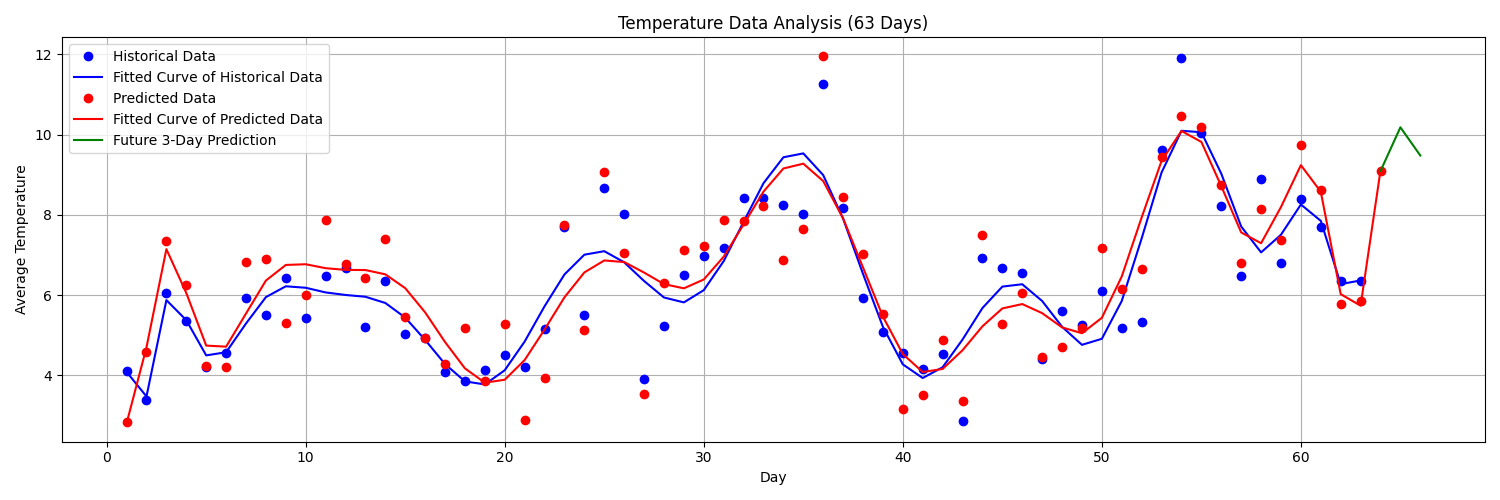 Temperature Data Analysis (63 Days)
Historical Data
Fitted Curve of Historical Data
Predicted Data
Fitted Curve of Predicted Data
Future 3-Day Prediction
Average Temperature
12
10
8
6
4
0 10 20 30 40 50 60
Day